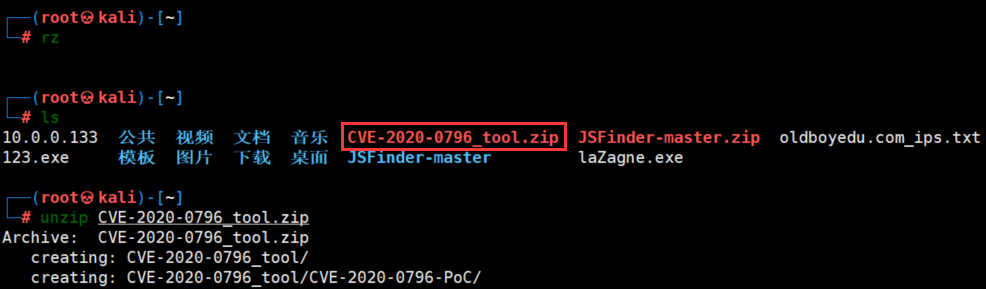 ┌──(root㉿kali)-[~]
└─# rz
┌──(root㉿kali)-[~]
└─# ls
10.0.0.133 公共 视频 文档 音乐 CVE-2020-0796_tool.zip JSFinder-master.zip oldboyedu.com_ips.txt
123.exe 模板 图片 下载 桌面 JSFinder-master laZagne.exe
┌──(root㉿kali)-[~]
└─# unzip CVE-2020-0796_tool.zip
Archive:  CVE-2020-0796_tool.zip
   creating: CVE-2020-0796_tool/
   creating: CVE-2020-0796_tool/CVE-2020-0796-PoC/